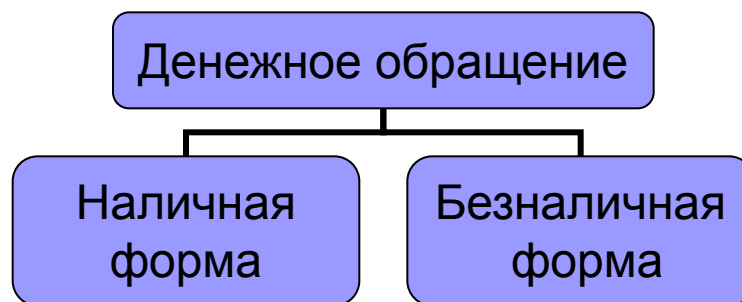 Денежное обращение
Наличная
форма
Безналичная
форма